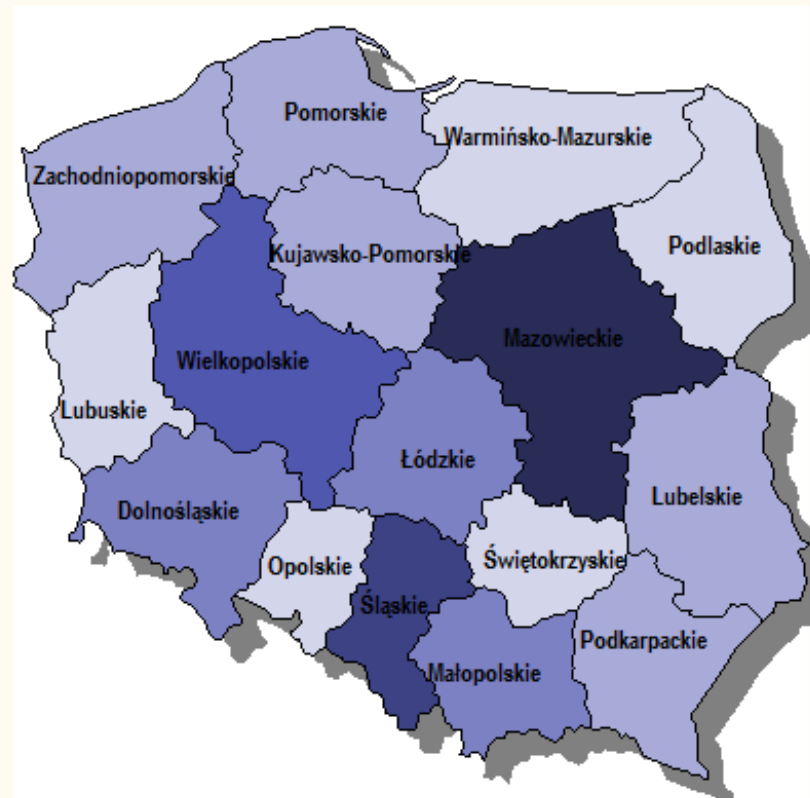 Pomorskie
Warmińsko-Mazurskie
Zachodniopomorskie
Podlaskie
Kujawsko-Pomorskie
Mazowieckie
Wielkopolskie
Lubuskie
Łódzkie
Lubelskie
Dolnośląskie
Świętokrzyskie
Opolskie
Śląskie
Podkarpackie
Małopolskie